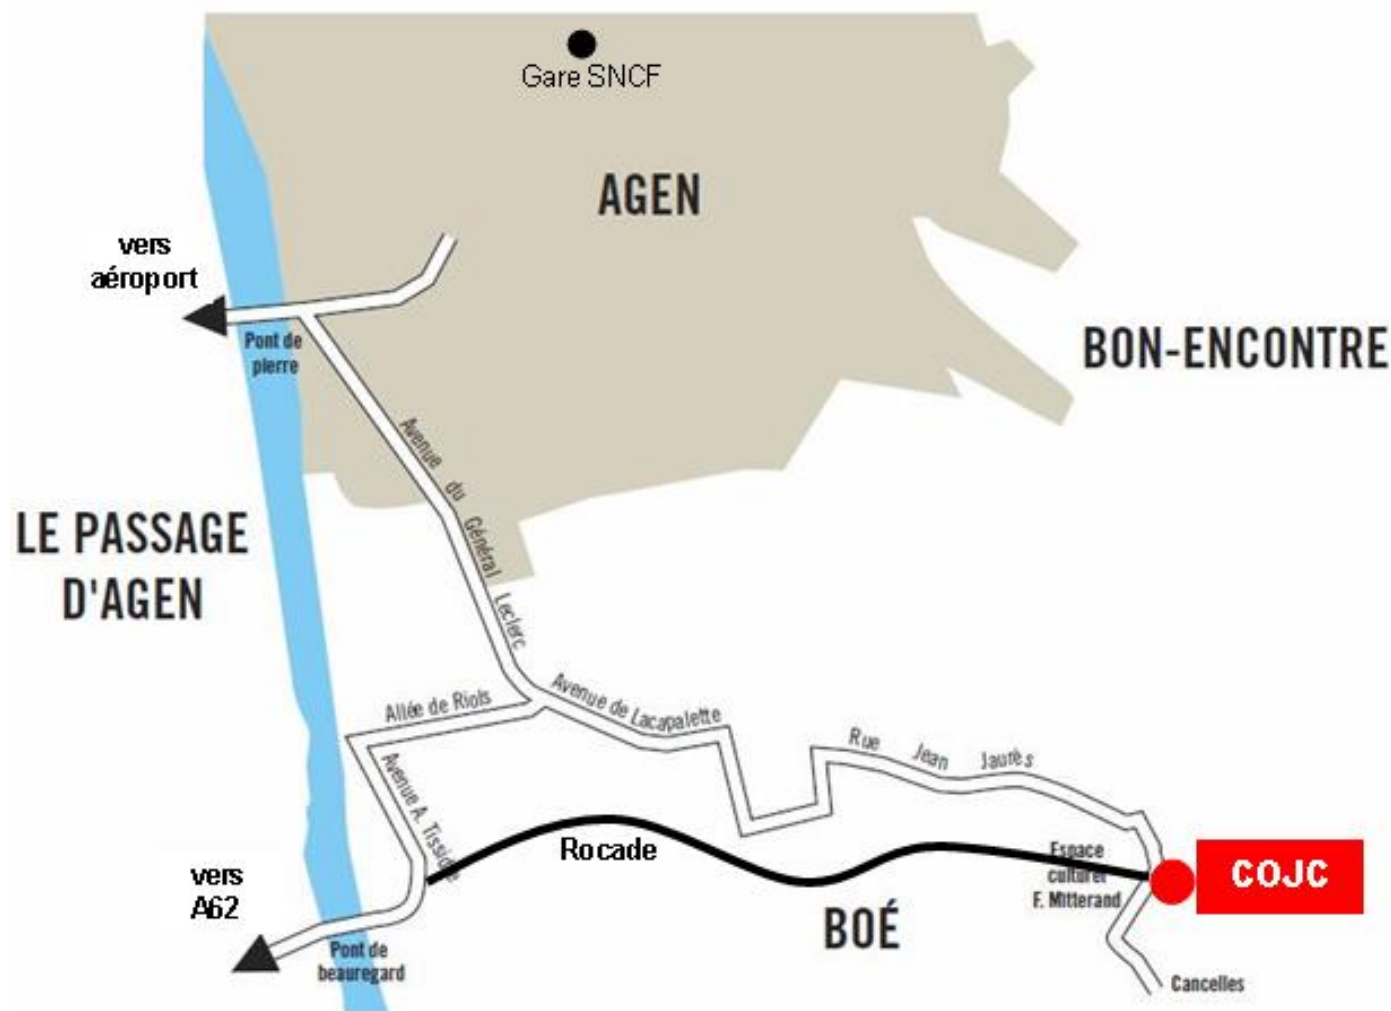 Gare SNCF
AGEN
vers
aéroport
Pont de
pierre
BON-ENCONTRE
Avenue du Général Leclerc
LE PASSAGE
D'AGEN
Allée de Riols
Avenue de Lacapalette
Rue Jean Jaurès
Avenue A. Tissid
Rocade
Espace
culturel
F. Mitterand
COJC
vers
A62
BOÉ
Pont de
beauregard
Cancelles